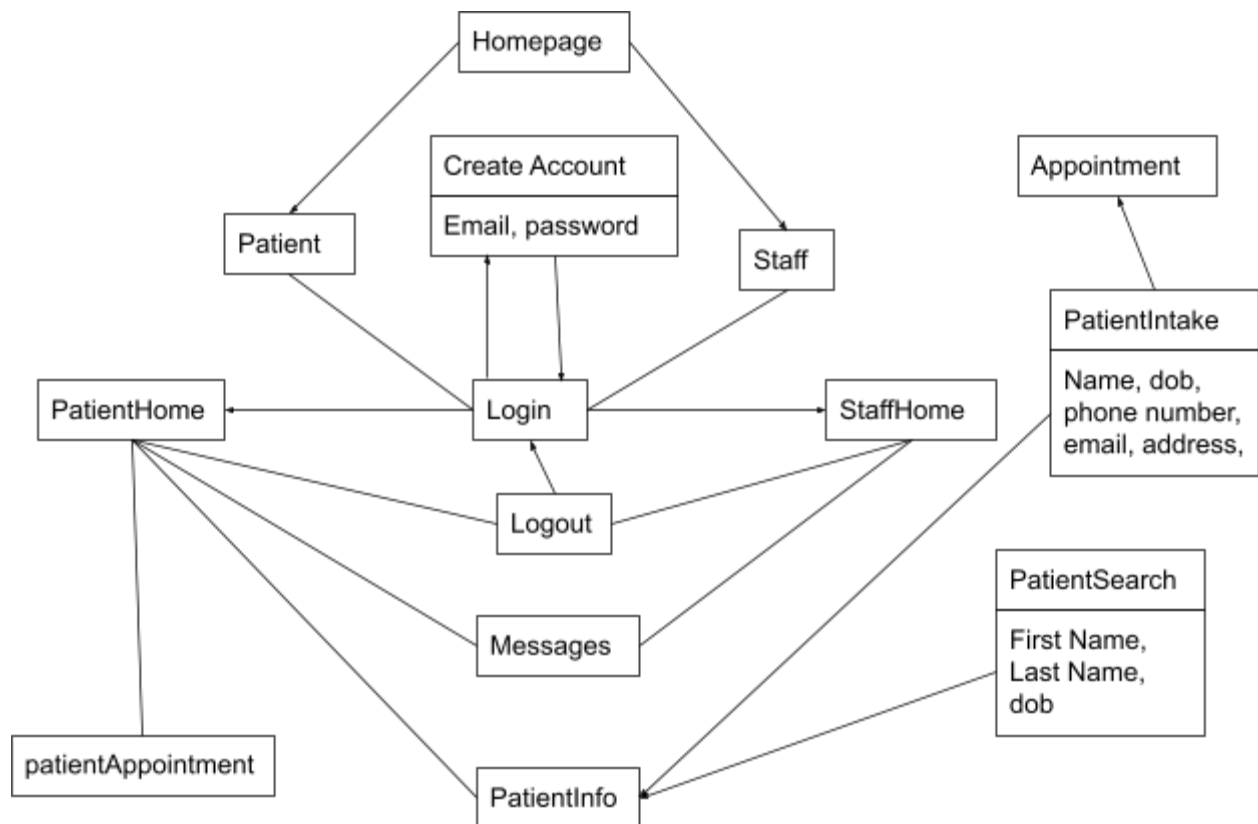 Homepage
Create Account
Email, password
Appointment
Patient
Staff
PatientIntake
Name, dob,
phone number,
email, address,
PatientHome
Login
StaffHome
Logout
PatientSearch
First Name,
Last Name,
dob
Messages
patientAppointment
PatientInfo